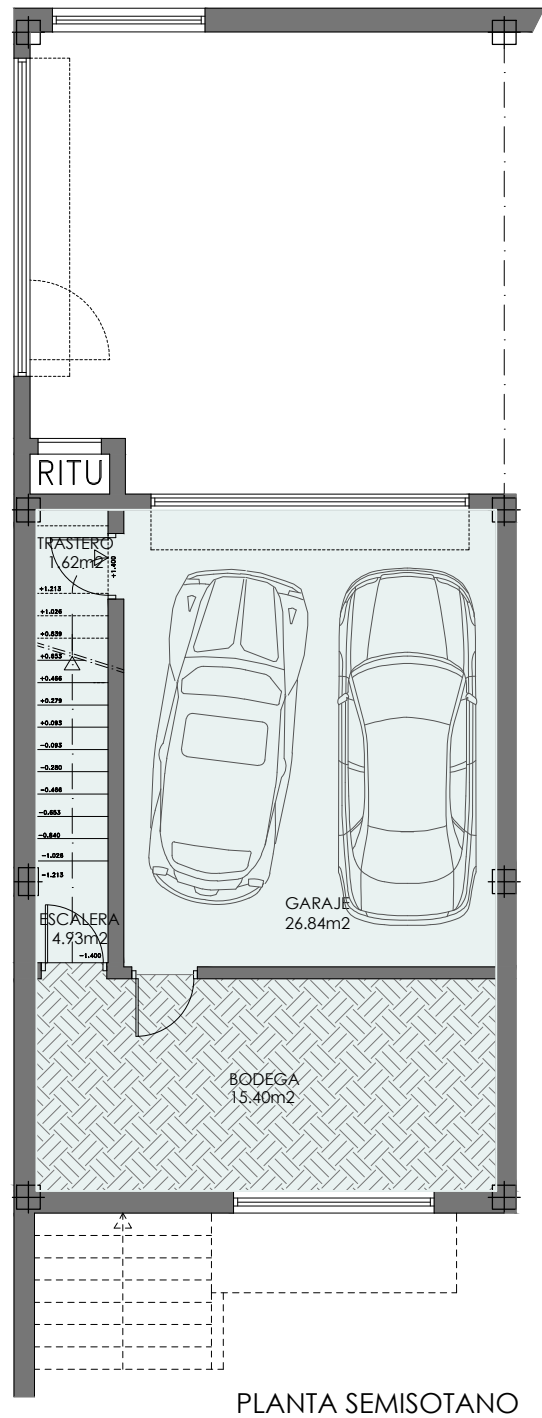 RITU
TRASTERO
1.62m2
+1.400
+1.213
+1.026
+0.839
+0.653
+0.466
+0.279
+0.093
-0.093
-0.280
-0.466
-0.653
-0.840
-1.026
-1.213
ESCALERA
4.93m2
-1.400
GARAJE
26.84m2
BODEGA
15.40m2
PLANTA SEMISOTANO